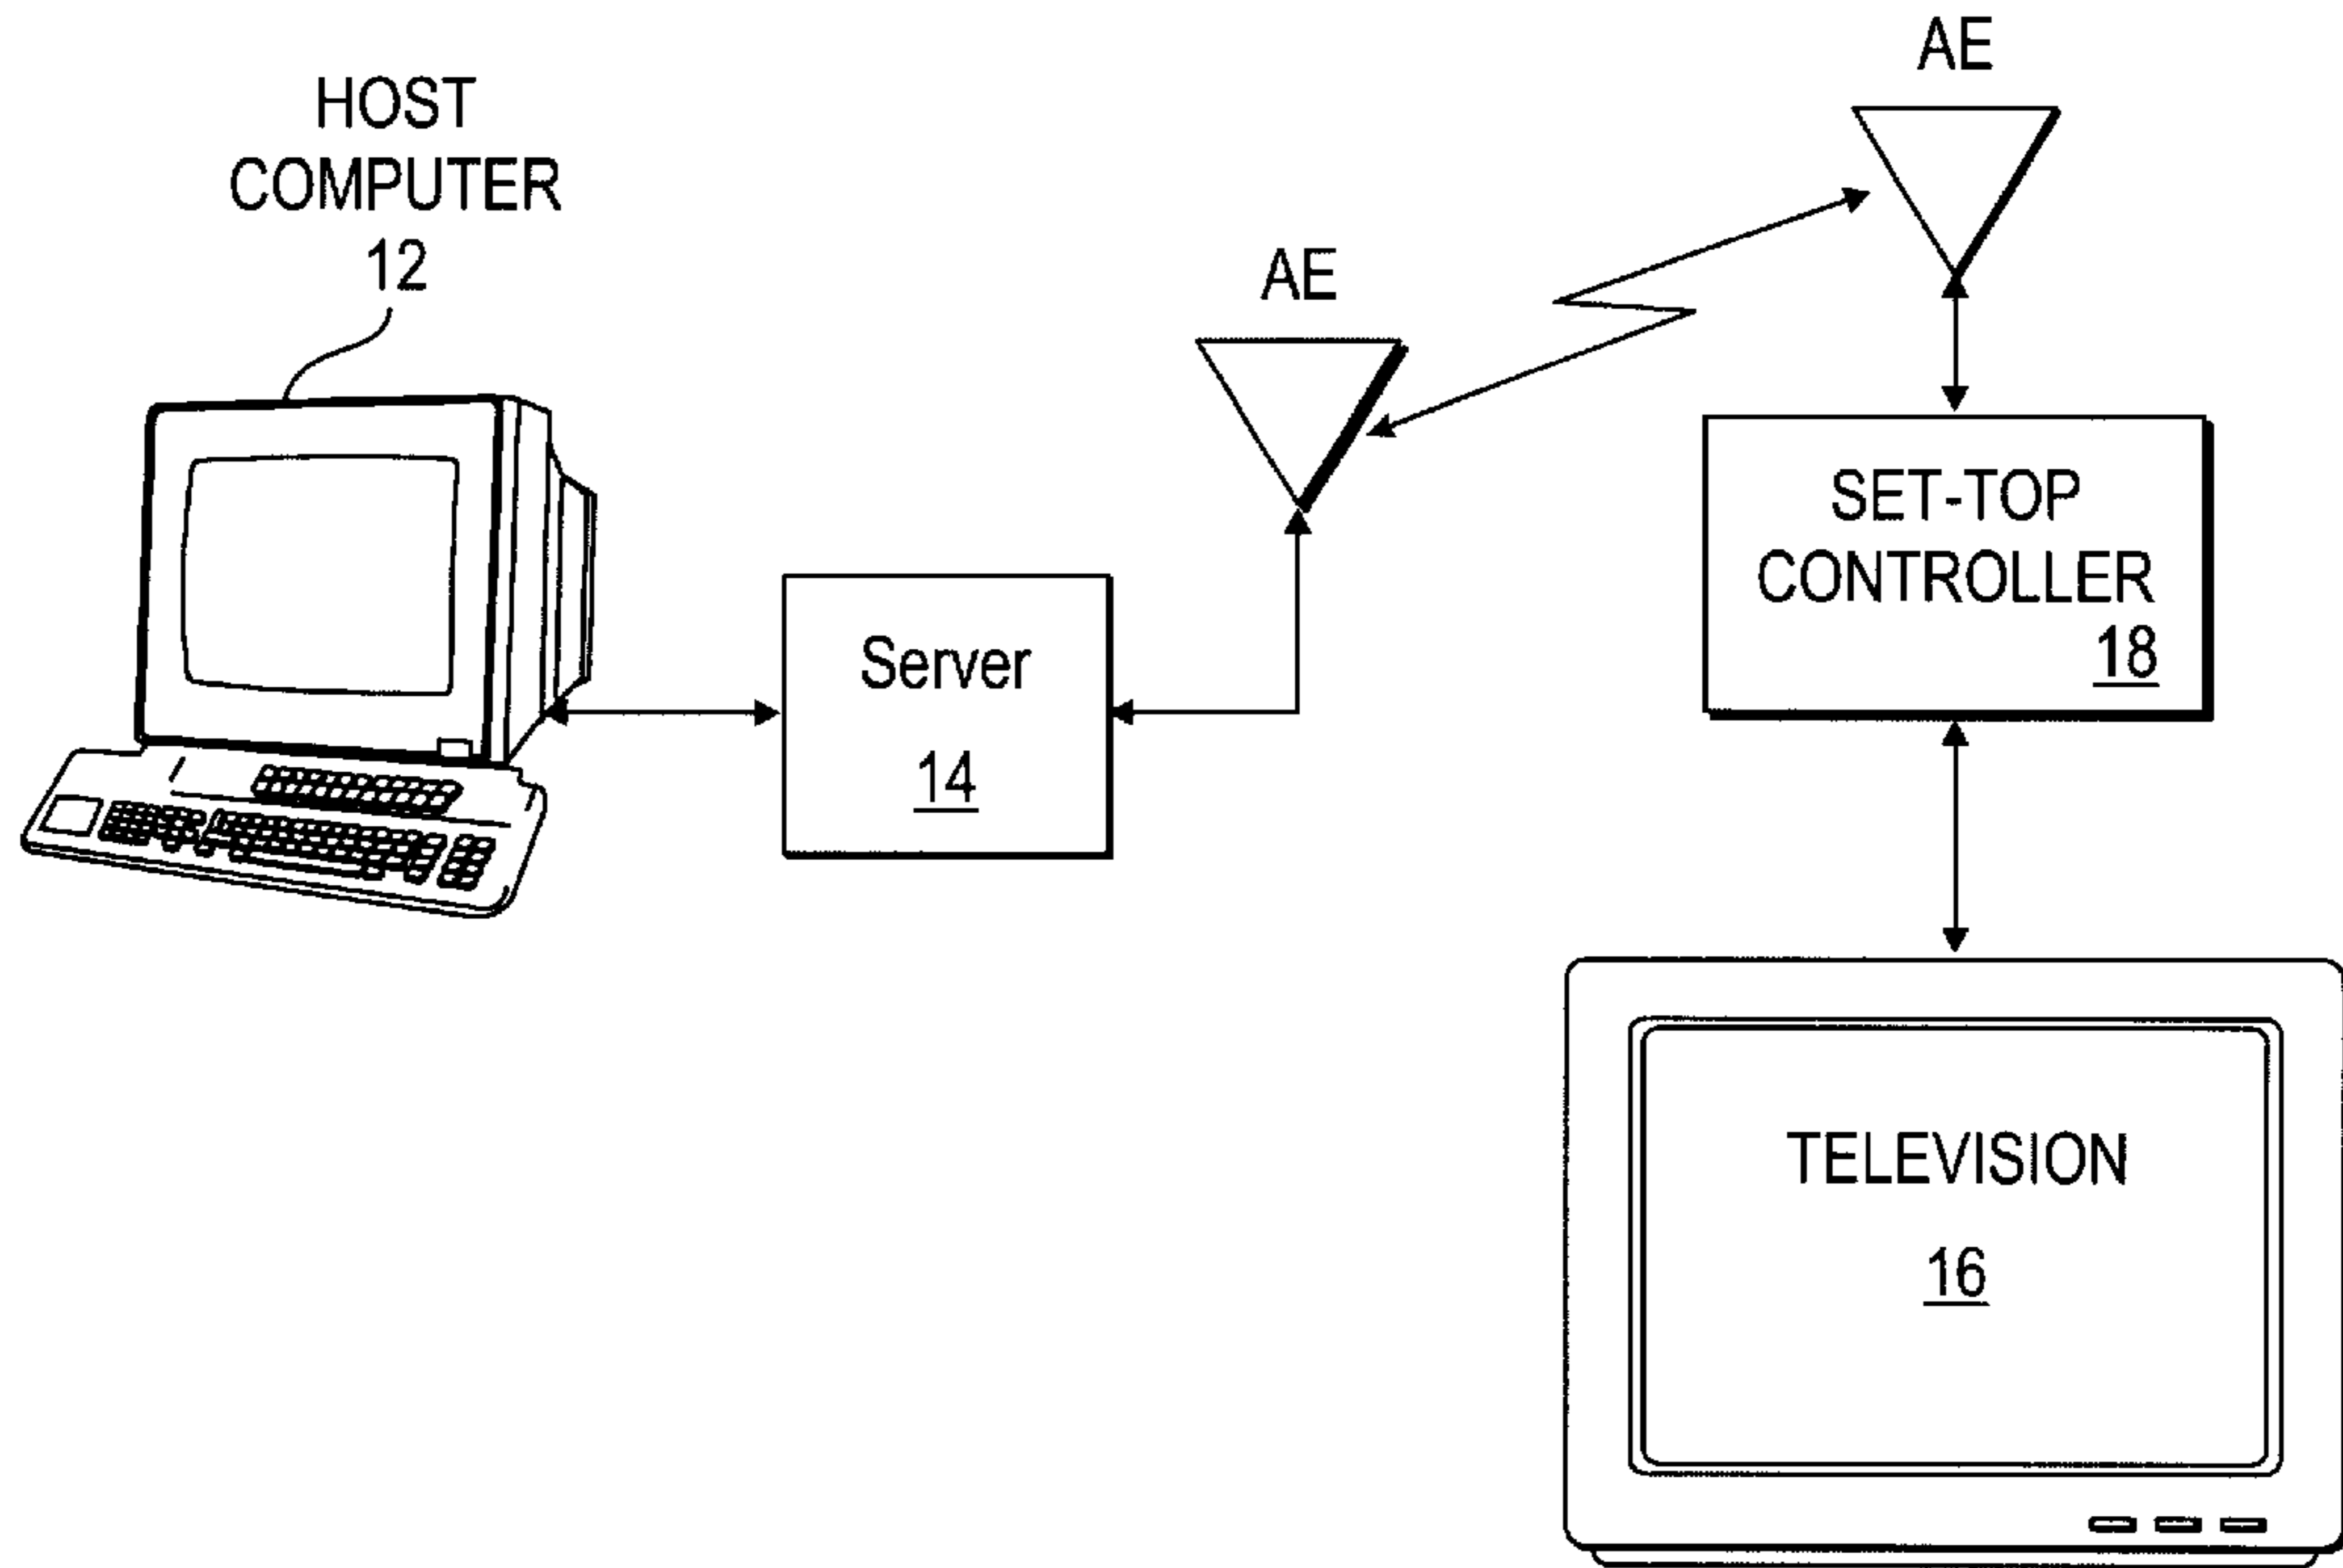 HOST
COMPUTER
12
AE
AE
Server
14
SET-TOP
CONTROLLER
18
TELEVISION
16